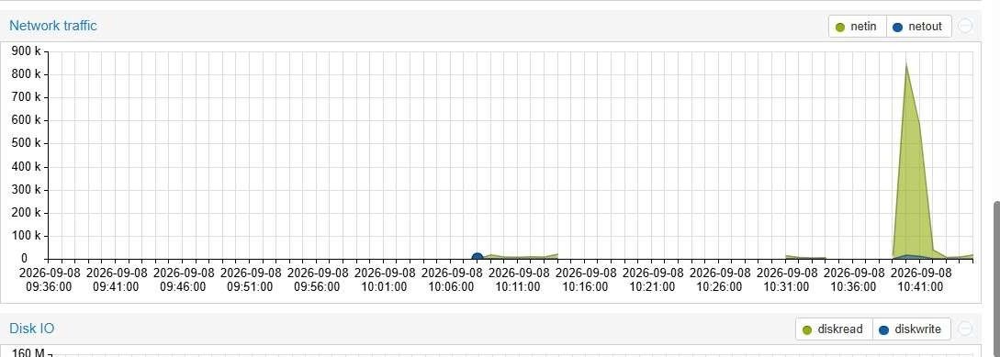 Network traffic
netin netout
900 k
800 k
700 k
600 k
500 k
400 k
300 k
200 k
100 k
0
2026-09-08 2026-09-08 2026-09-08 2026-09-08 2026-09-08 2026-09-08 2026-09-08 2026-09-08 2026-09-08 2026-09-08 2026-09-08 2026-09-08 2026-09-08 2026-09-08
09:36:00 09:41:00 09:46:00 09:51:00 09:56:00 10:01:00 10:06:00 10:11:00 10:16:00 10:21:00 10:26:00 10:31:00 10:36:00 10:41:00
Disk IO
diskread diskwrite
160 M